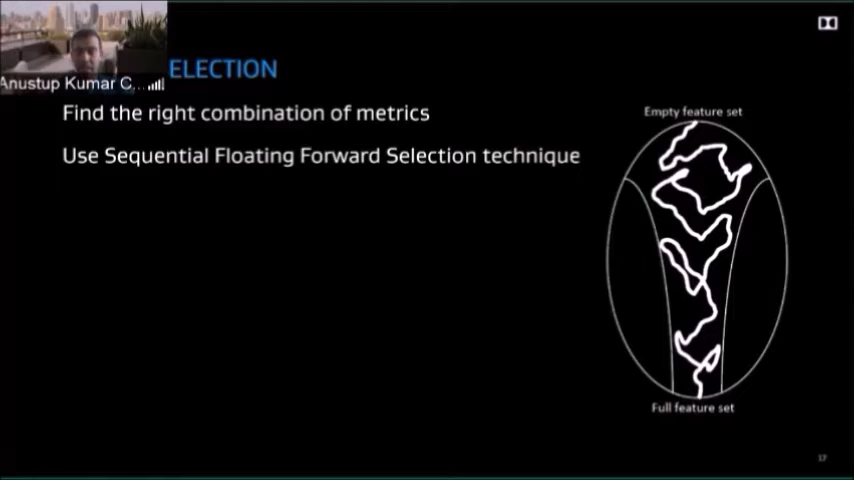 ELECTION
Anustup Kumar C...
Find the right combination of metrics
Use Sequential Floating Forward Selection technique
Empty feature set
Full feature set
17